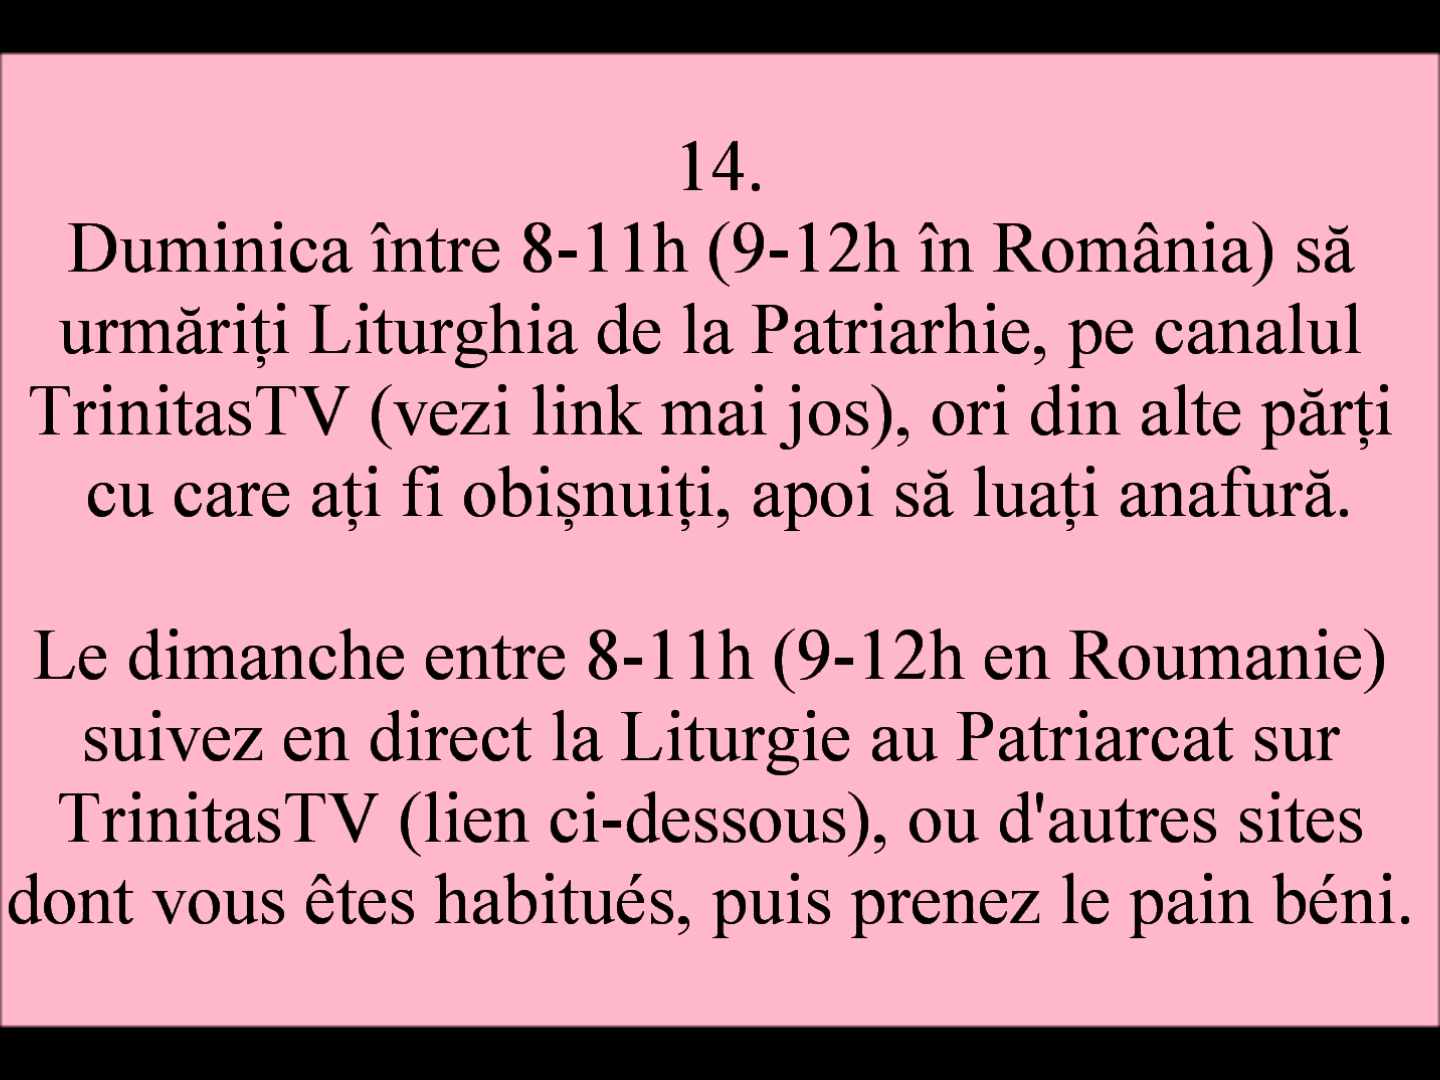 14.
Duminica între 8-11h (9-12h în România) să
urmăriți Liturghia de la Patriarhie, pe canalul
TrinitasTV (vezi link mai jos), ori din alte părți
cu care ați fi obișnuiți, apoi să luați anafură.
Le dimanche entre 8-11h (9-12h en Roumanie)
suivez en direct la Liturgie au Patriarcat sur
TrinitasTV (lien ci-dessous), ou d'autres sites
dont vous êtes habitués, puis prenez le pain béni.